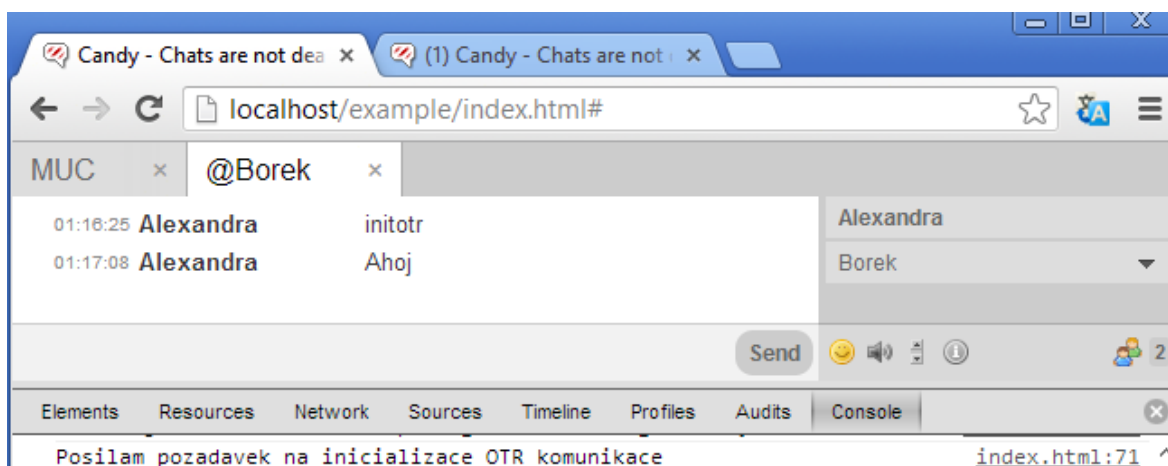 Candy - Chats are not dea (1) Candy - Chats are not
localhost/example/index.html#
MUC @Borek
01:16:25 Alexandra initotr Alexandra
01:17:08 Alexandra Ahoj Borek
Send 2
Elements Resources Network Sources Timeline Profiles Audits Console
Posilam pozadavek na inicializace OTR komunikace index.html:71